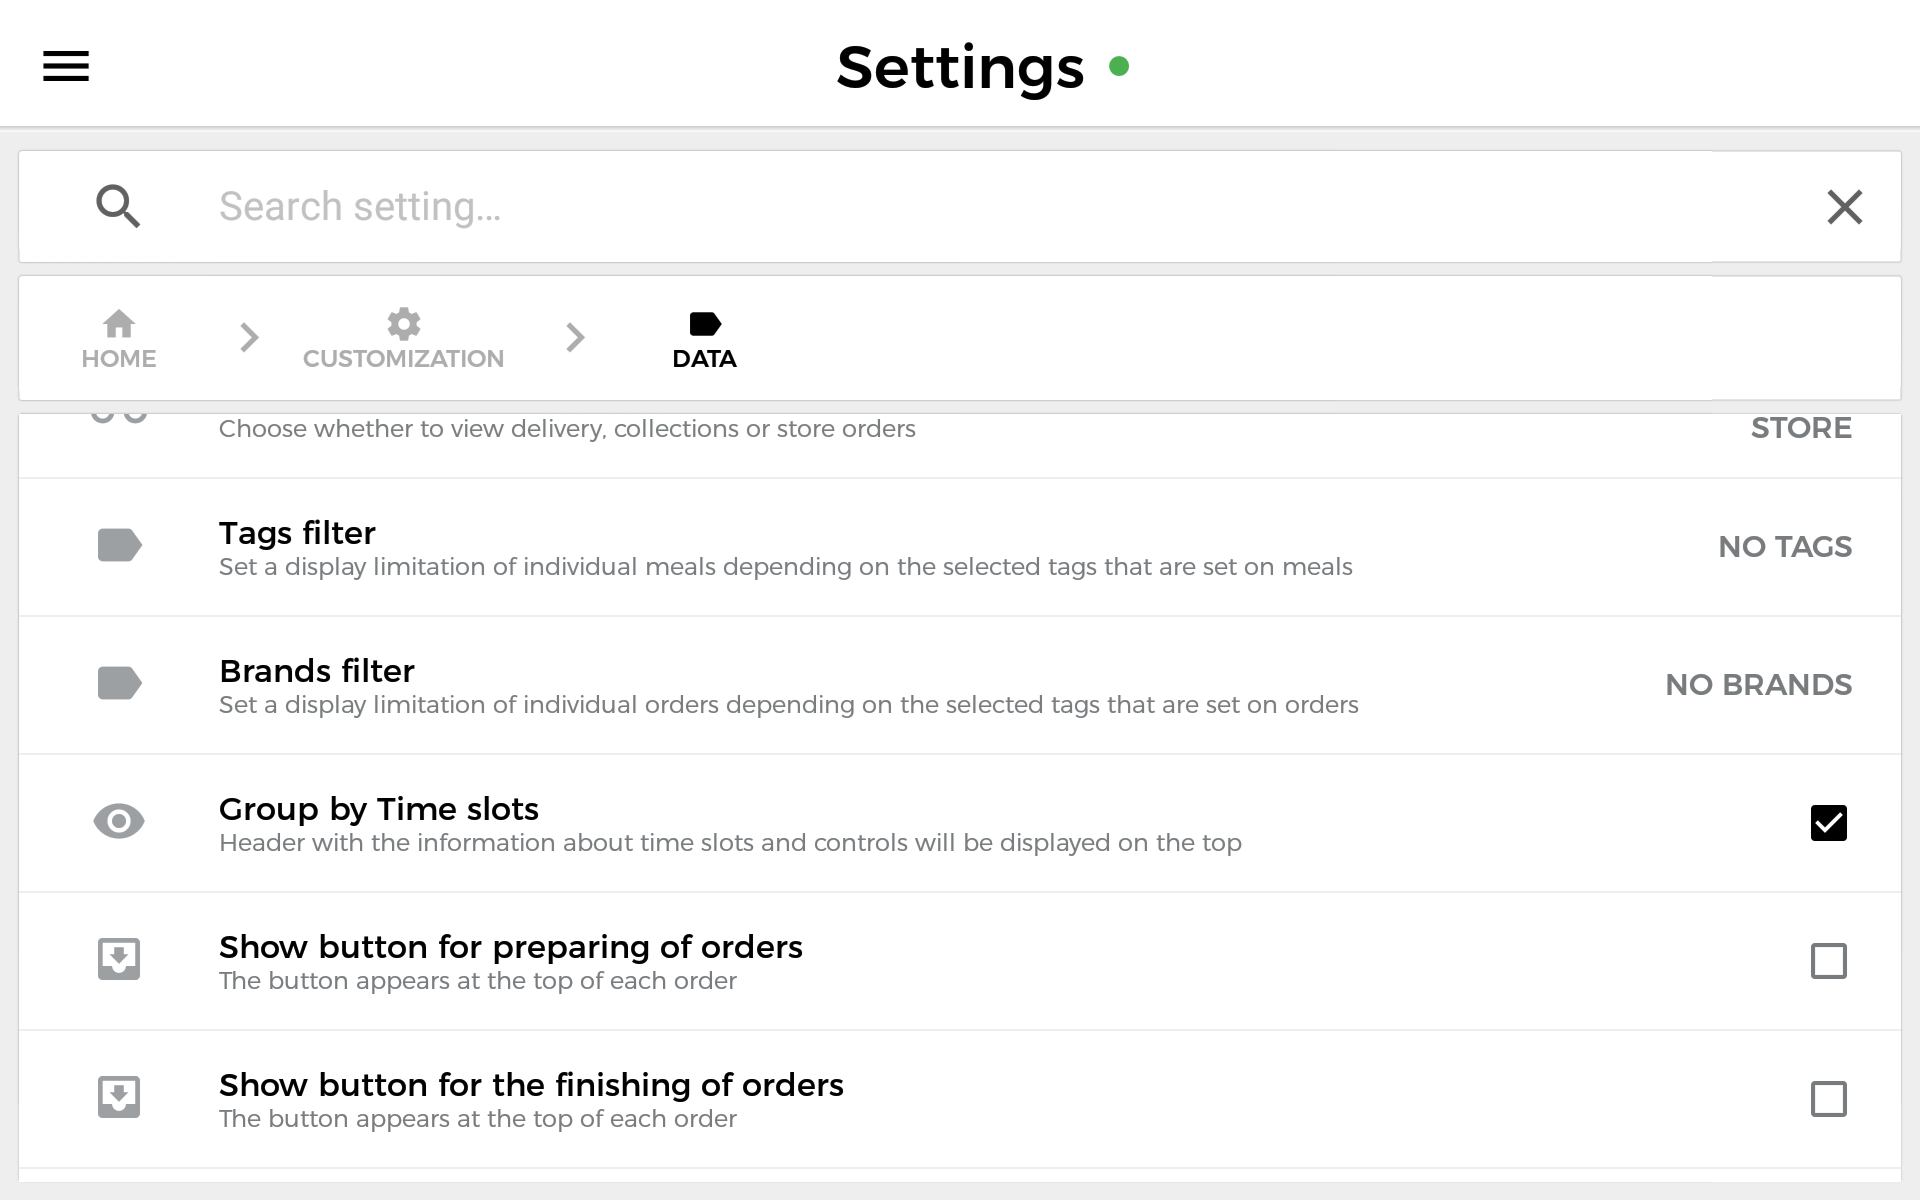 Settings
Search setting...
HOME
CUSTOMIZATION
DATA
Choose whether to view delivery, collections or store orders
STORE
Tags filter
Set a display limitation of individual meals depending on the selected tags that are set on meals
NO TAGS
Brands filter
Set a display limitation of individual orders depending on the selected tags that are set on orders
NO BRANDS
Group by Time slots
Header with the information about time slots and controls will be displayed on the top
Show button for preparing of orders
The button appears at the top of each order
Show button for the finishing of orders
The button appears at the top of each order